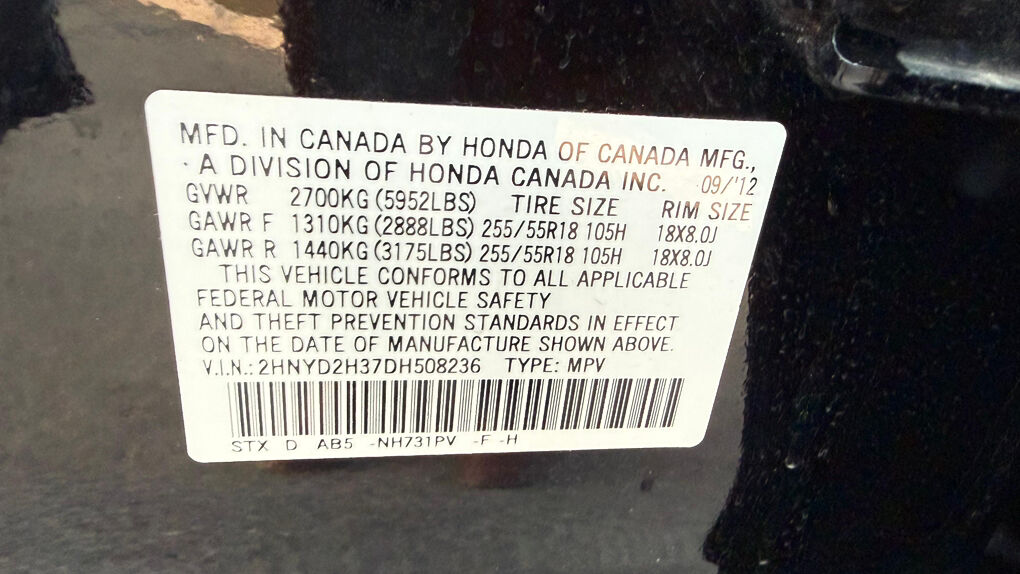 MFD. IN CANADA BY HONDA OF CANADA MFG.,
· A DIVISION OF HONDA CANADA INC. 09/'12
GVWR 2700KG (5952LBS) TIRE SIZE RIM SIZE
GAWR F 1310KG (2888LBS) 255/55R18 105H 18X8.0J
GAWR R 1440KG (3175LBS) 255/55R18 105H 18X8.0J
THIS VEHICLE CONFORMS TO ALL APPLICABLE
FEDERAL MOTOR VEHICLE SAFETY
AND THEFT PREVENTION STANDARDS IN EFFECT
ON THE DATE OF MANUFACTURE SHOWN ABOVE.
V.I.N.: 2HNYD2H37DH508236 TYPE: MPV
STX D AB5 -NH731PV -F -H